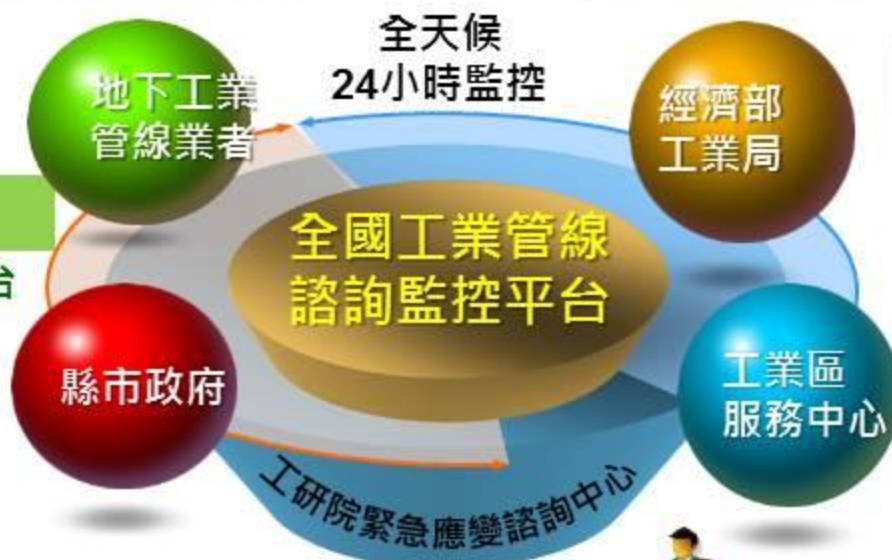 全天候
24小時監控
地下工業
管線業者
經濟部
工業局
全國工業管線
諮詢監控平台
台
縣市政府
工業區
服務中心
工研院緊急應變諮詢中心